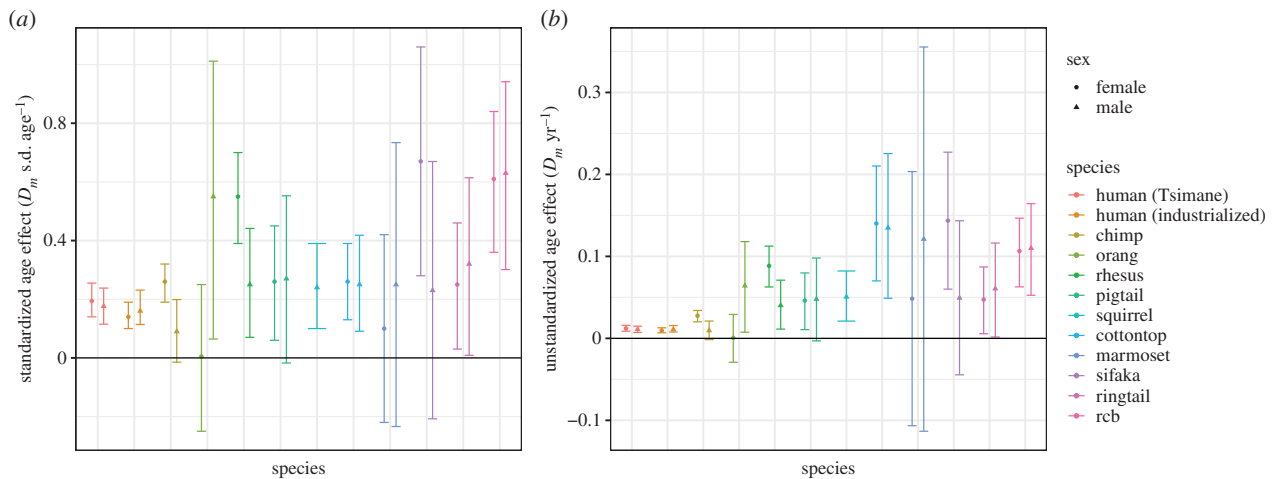 (a)
standardized age effect (Dm s.d. age−1)
0.8
0.4
0
species
(b)
unstandardized age effect (Dm yr−1)
0.3
0.2
0.1
0
−0.1
species
sex
female
male
species
human (Tsimane)
human (industrialized)
chimp
orang
rhesus
pigtail
squirrel
cottontop
marmoset
sifaka
ringtail
rcb